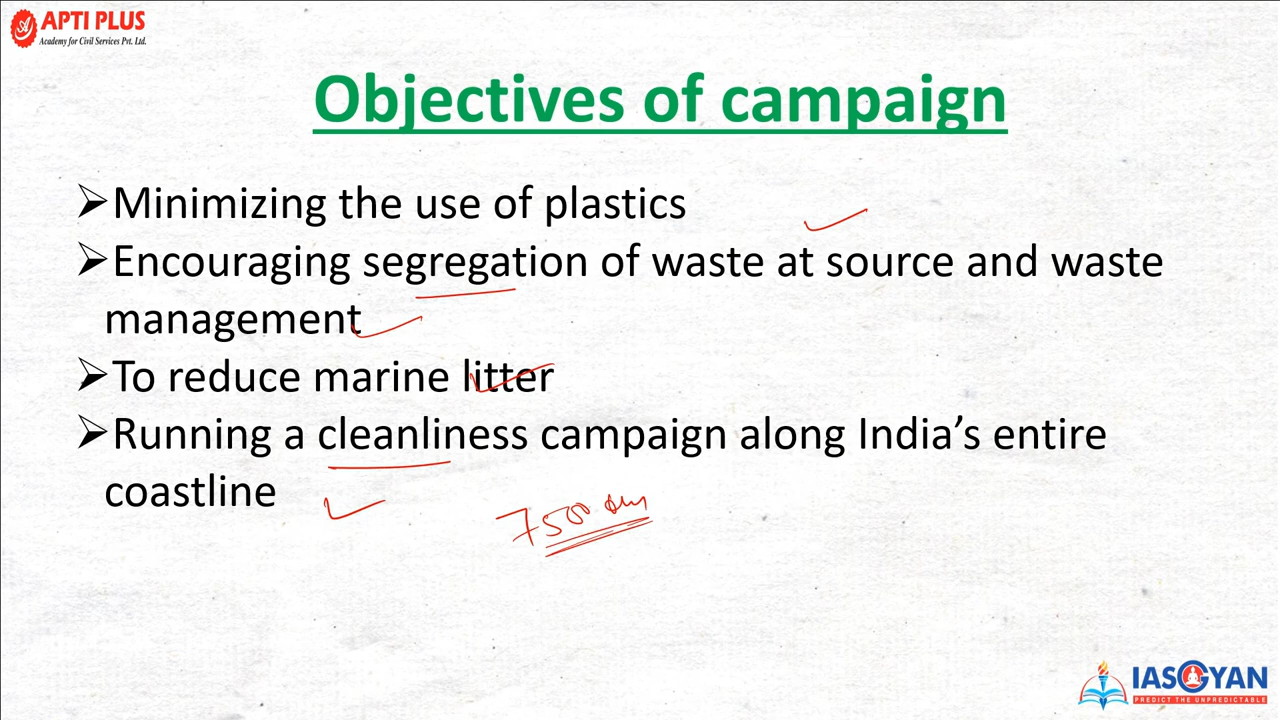 APTI PLUS
Academy for Civil Services Pvt. Ltd.
Objectives of campaign
➢Minimizing the use of plastics
➢Encouraging segregation of waste at source and waste
management
➢To reduce marine litter
➢Running a cleanliness campaign along India’s entire
coastline
7500 km
IASGYAN
PREDICT THE UNPREDICTABLE